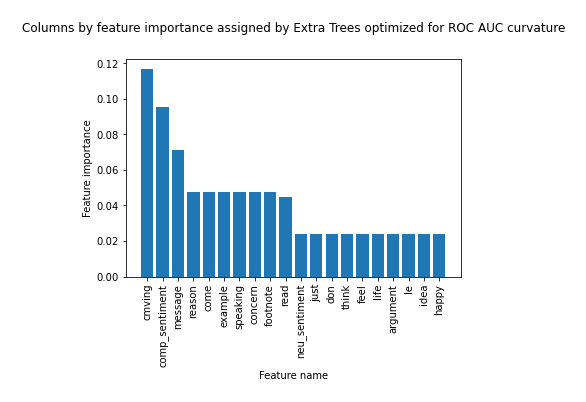 Columns by feature importance assigned by Extra Trees optimized for ROC AUC curvature
0.12
0.10
0.08
0.06
0.04
0.02
0.00
Feature importance
cmving
comp_sentiment
message
reason
come
example
speaking
concern
footnote
read
neu_sentiment
just
don
think
feel
life
argument
le
idea
happy
Feature name